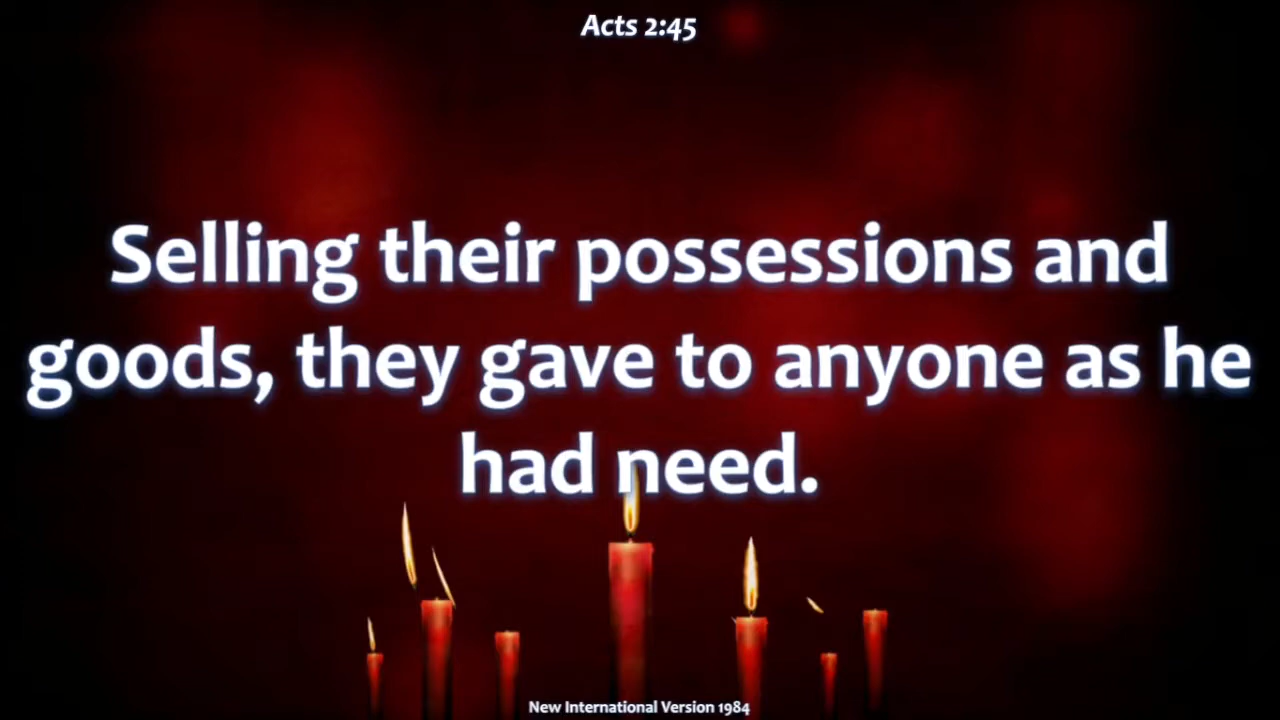 Acts 2:45
Selling their possessions and
goods, they gave to anyone as he
had need.
New International Version 1984